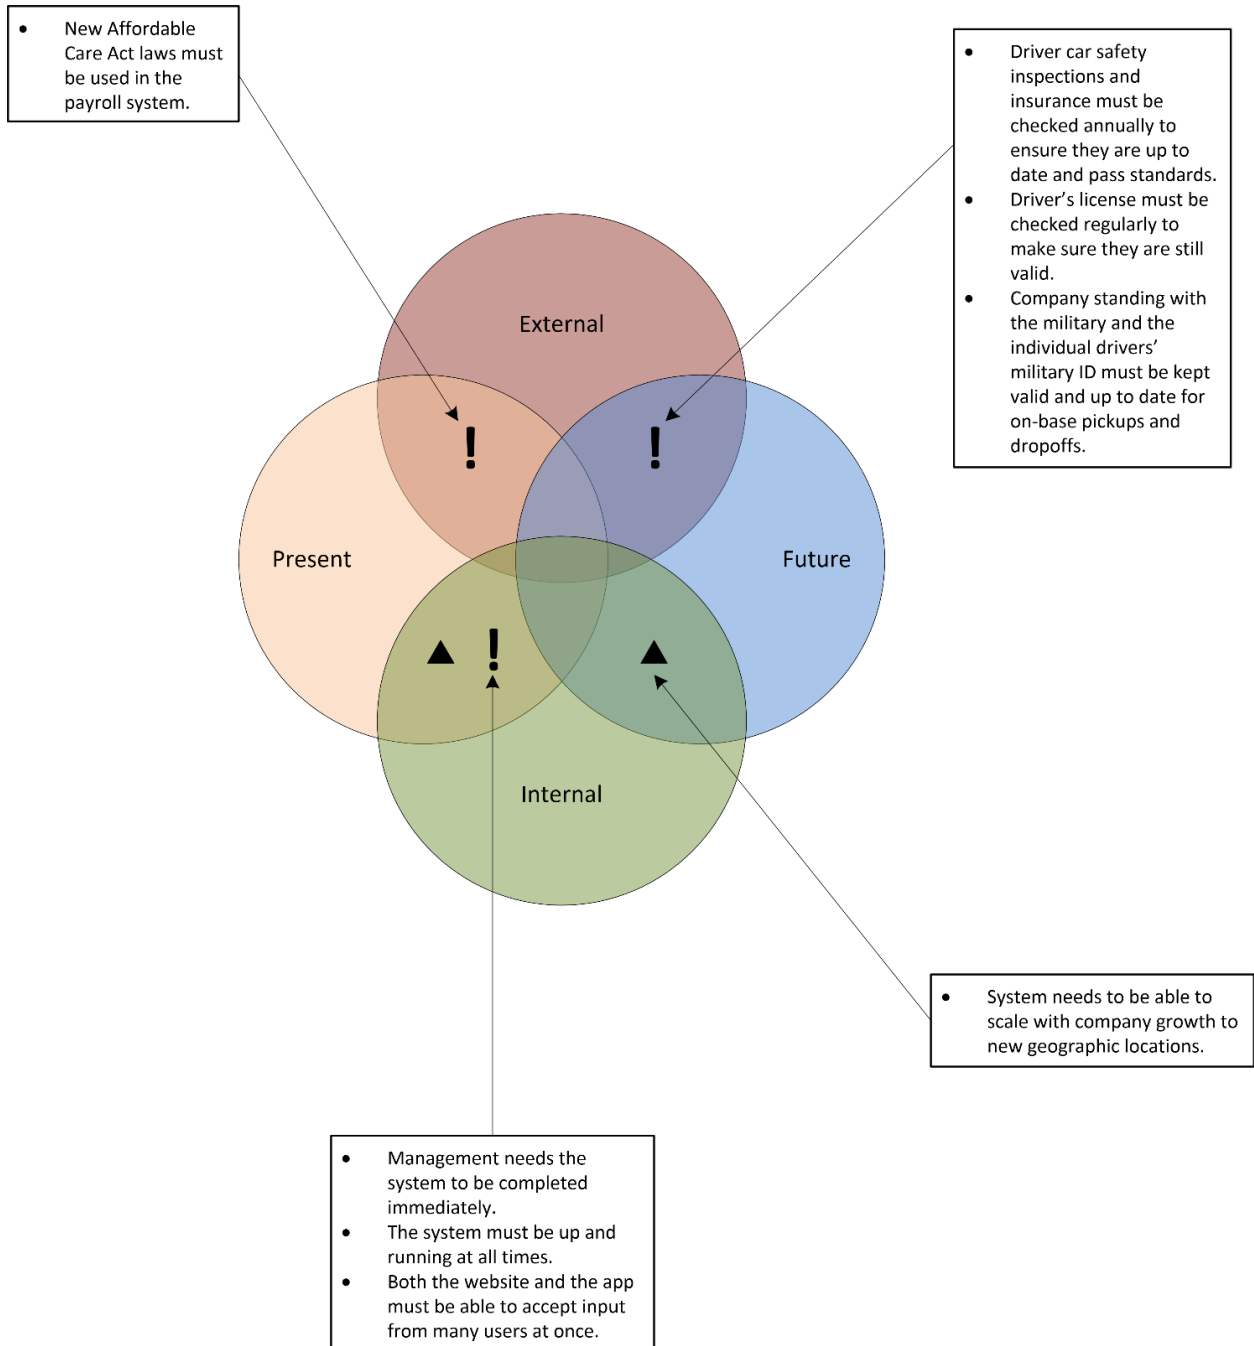 • New Affordable
Care Act laws must
be used in the
payroll system.
• Driver car safety
inspections and
insurance must be
checked annually to
ensure they are up to
date and pass standards.
• Driver’s license must be
checked regularly to
make sure they are still
valid.
• Company standing with
the military and the
individual drivers’
military ID must be kept
valid and up to date for
on-base pickups and
dropoffs.
External
!
!
Present
Future
!
Internal
• System needs to be able to
scale with company growth to
new geographic locations.
• Management needs the
system to be completed
immediately.
• The system must be up and
running at all times.
• Both the website and the app
must be able to accept input
from many users at once.